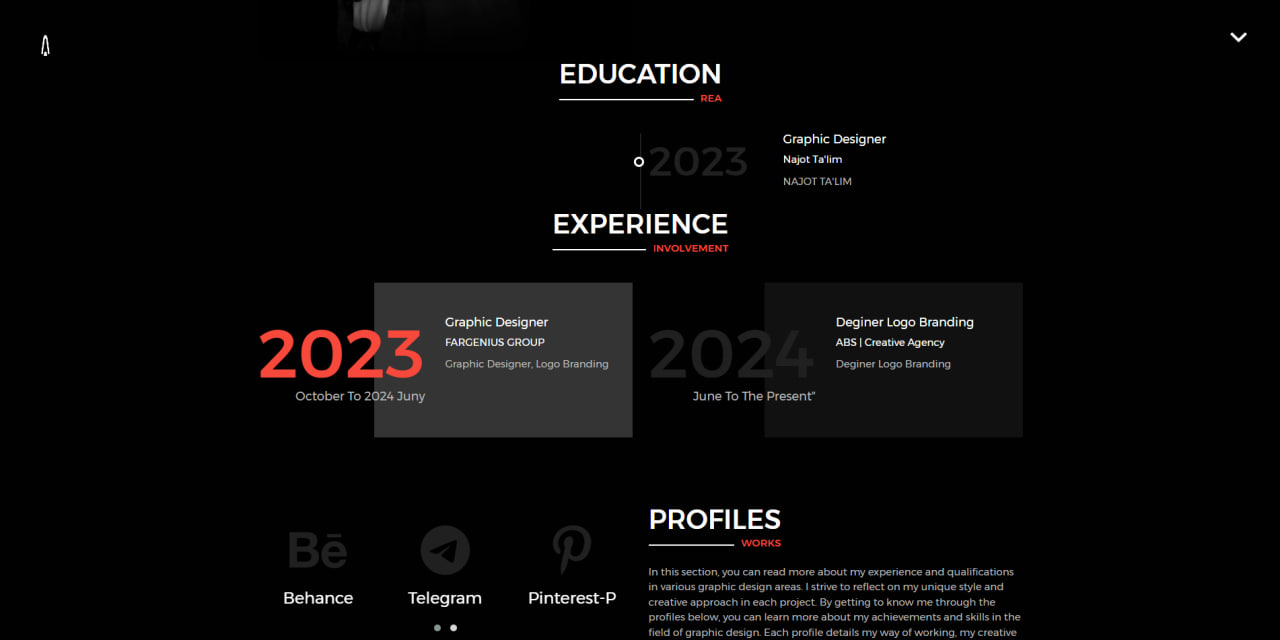 EDUCATION
REA
2023
Graphic Designer
Najot Ta'lim
NAJOT TA'LIM
EXPERIENCE
INVOLVEMENT
2023
October To 2024 Juny
Graphic Designer
FARGENIUS GROUP
Graphic Designer, Logo Branding
2024
June To The Present"
Deginer Logo Branding
ABS | Creative Agency
Deginer Logo Branding
Bē
Behance
Telegram
Pinterest-P
PROFILES
WORKS
In this section, you can read more about my experience and qualifications
in various graphic design areas. I strive to reflect on my unique style and
creative approach in each project. By getting to know me through the
profiles below, you can learn more about my achievements and skills in the
field of graphic design. Each profile details my way of working, my creative